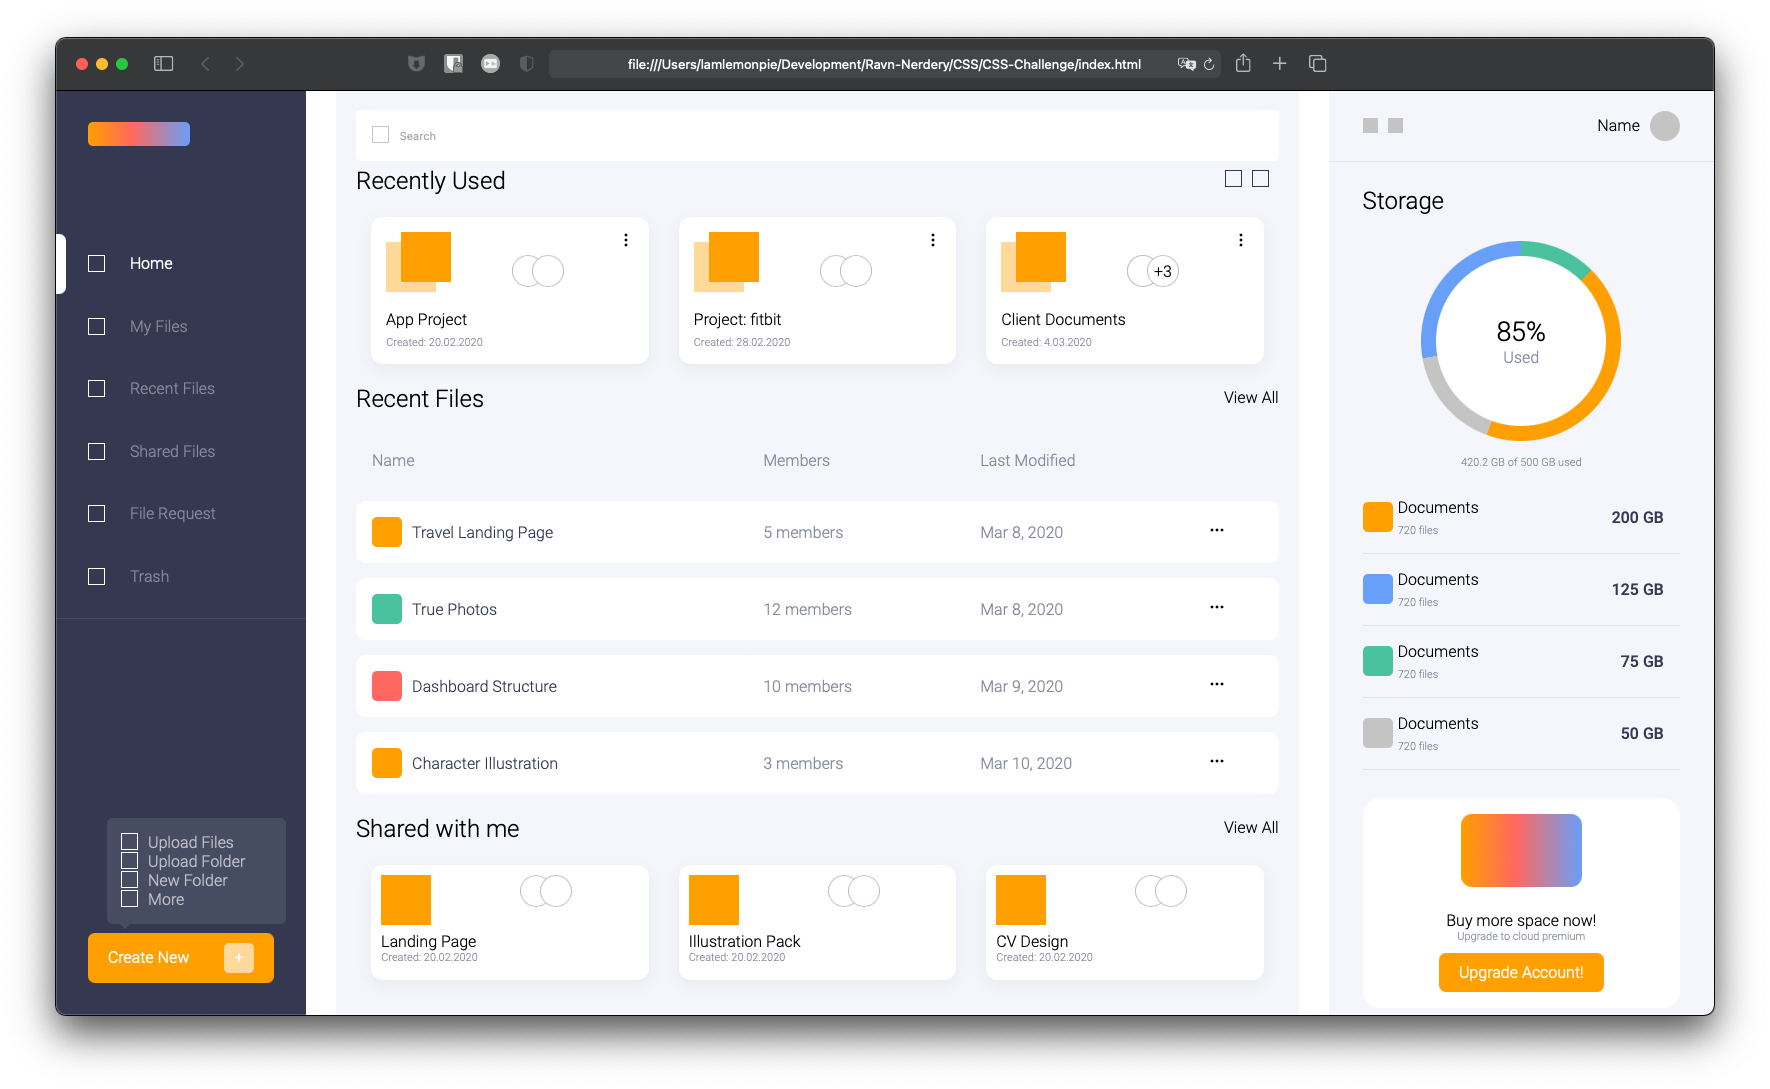 file:///Users/lamlemonpie/Development/Ravn-Nerdery/CSS/CSS-Challenge/index.html
Home
My Files
Recent Files
Shared Files
File Request
Trash
Upload Files
Upload Folder
New Folder
More
Create New +
Search
Recently Used
App Project
Created: 20.02.2020
Project: fitbit
Created: 28.02.2020
+3
Client Documents
Created: 4.03.2020
Recent Files View All
Name Members Last Modified
Travel Landing Page 5 members Mar 8, 2020
True Photos 12 members Mar 8, 2020
Dashboard Structure 10 members Mar 9, 2020
Character Illustration 3 members Mar 10, 2020
Shared with me View All
Landing Page
Created: 20.02.2020
Illustration Pack
Created: 20.02.2020
CV Design
Created: 20.02.2020
Name
Storage
85%
Used
420.2 GB of 500 GB used
Documents
720 files
200 GB
Documents
720 files
125 GB
Documents
720 files
75 GB
Documents
720 files
50 GB
Buy more space now!
Upgrade to cloud premium
Upgrade Account!